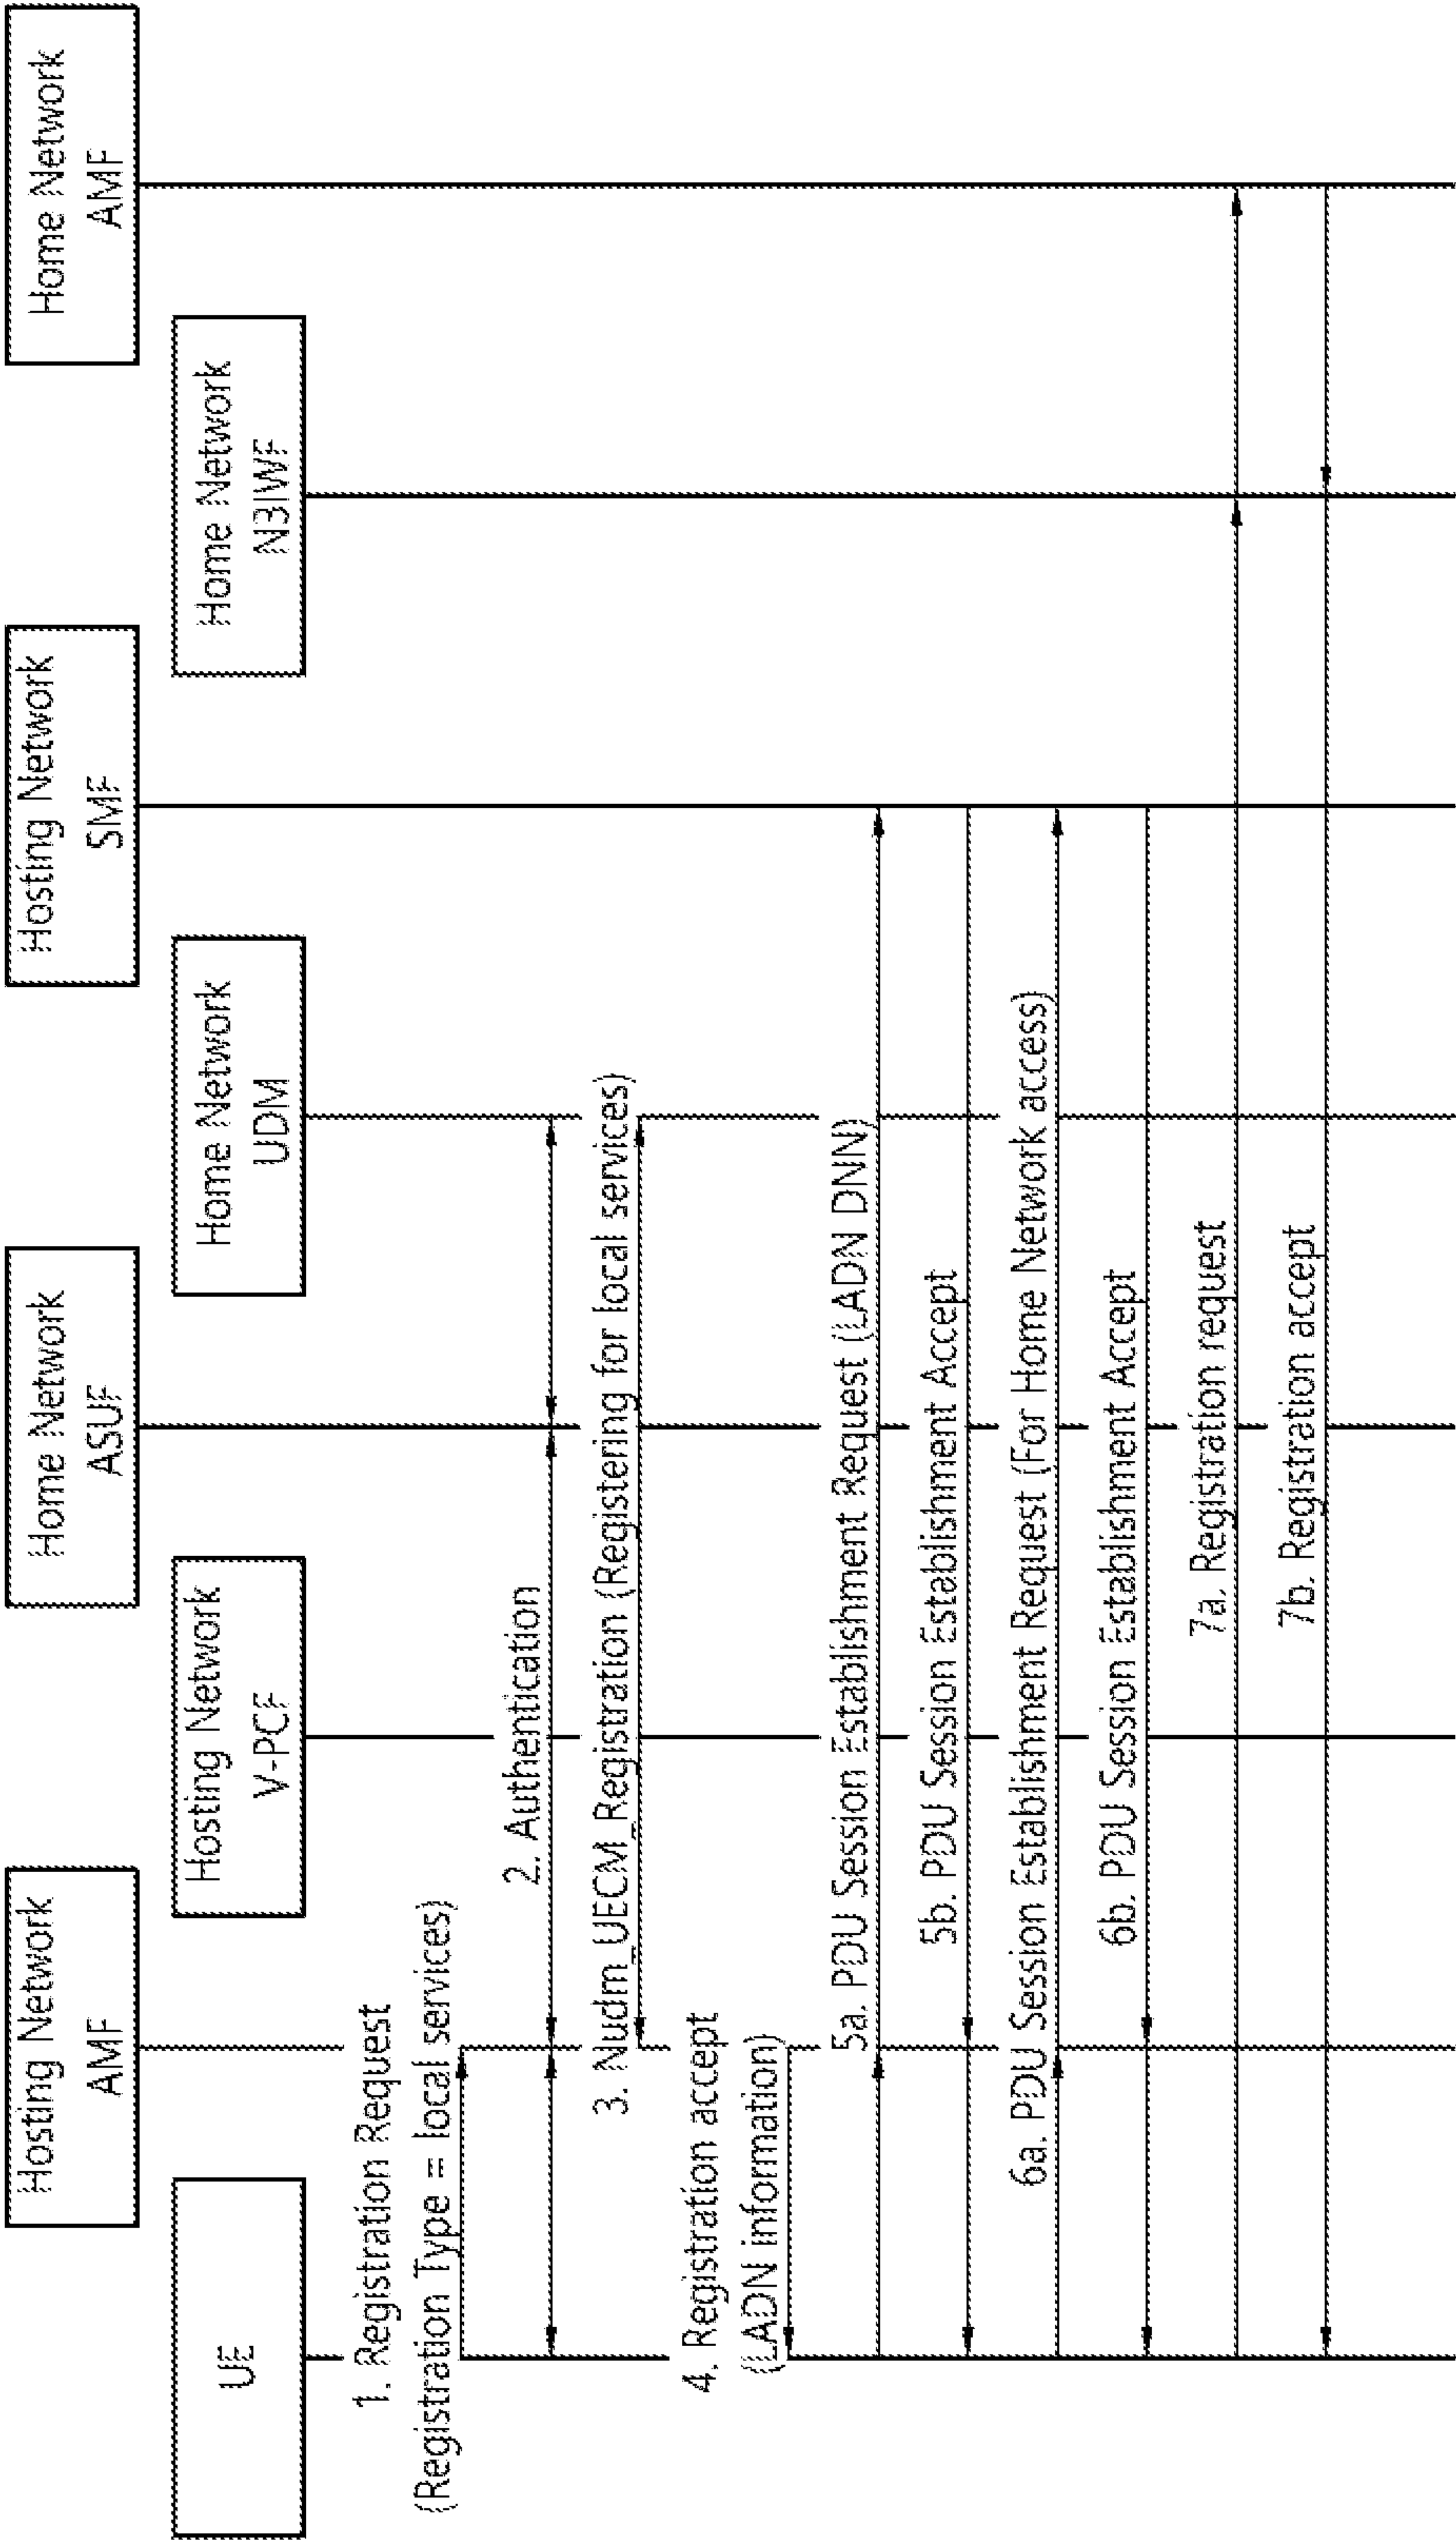 UE
Hosting Network
AMF
Hosting Network
V-PCF
Home Network
ASUF
Home Network
UDM
Hosting Network
SMF
Home Network
N3IWF
Home Network
AMF
1. Registration Request
(Registration Type = local services)
2. Authentication
3. Nudm_UECM_Registration (Registering for local services)
4. Registration accept
(LADN information)
5a. PDU Session Establishment Request (LADN DNN)
5b. PDU Session Establishment Accept
6a. PDU Session Establishment Request (For Home Network access)
6b. PDU Session Establishment Accept
7a. Registration request
7b. Registration accept